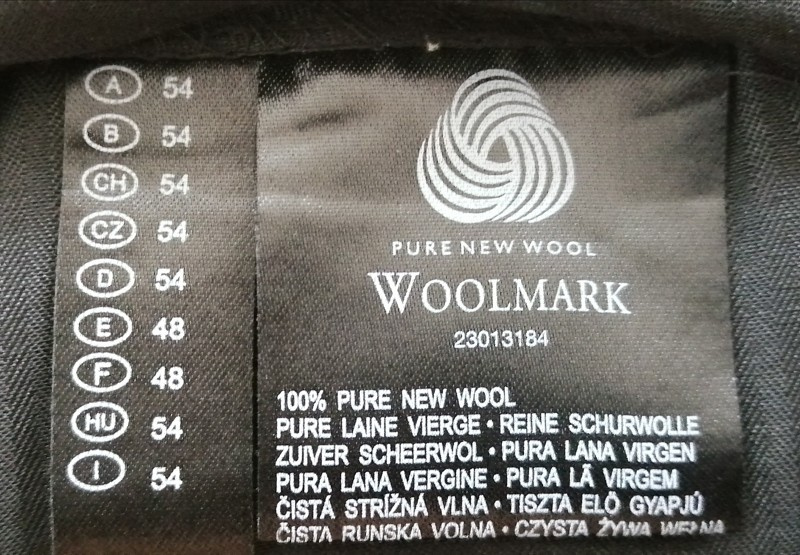 A 54
B 54
CH 54
CZ 54
D 54
E 48
F 48
HU 54
I 54
PURE NEW WOOL
WOOLMARK
23013184
100% PURE NEW WOOL
PURE LAINE VIERGE • REINE SCHURWOLLE
ZUIVER SCHEERWOL • PURA LANA VIRGEN
PURA LANA VERGINE • PURA LÃ VIRGEM
ČISTÁ STRÍŽNÁ VLNA • TISZTA ELÖ GYAPJÚ
ČISTA RUNSKA VOLNA • CZYSTA ŻYWA WEŁNA